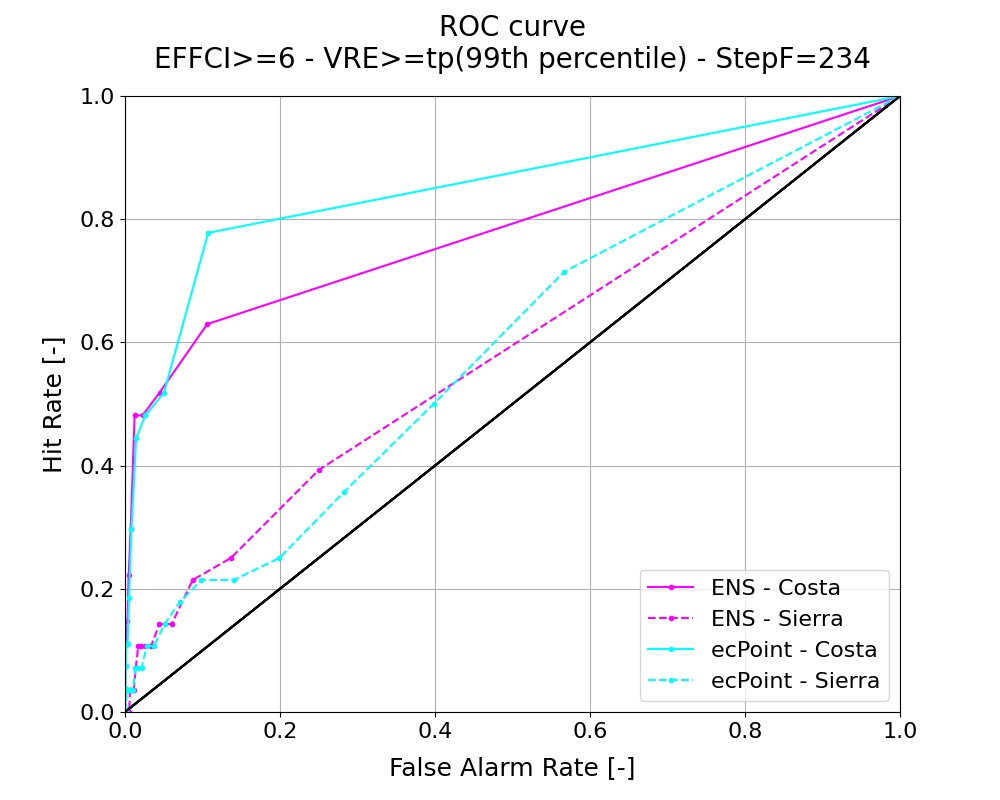 ROC curve
EFFCI>=6 - VRE>=tp(99th percentile) - StepF=234
1.0
0.8
0.6
0.4
0.2
0.0
Hit Rate [-]
0.0 0.2 0.4 0.6 0.8 1.0
False Alarm Rate [-]
ENS - Costa
ENS - Sierra
ecPoint - Costa
ecPoint - Sierra